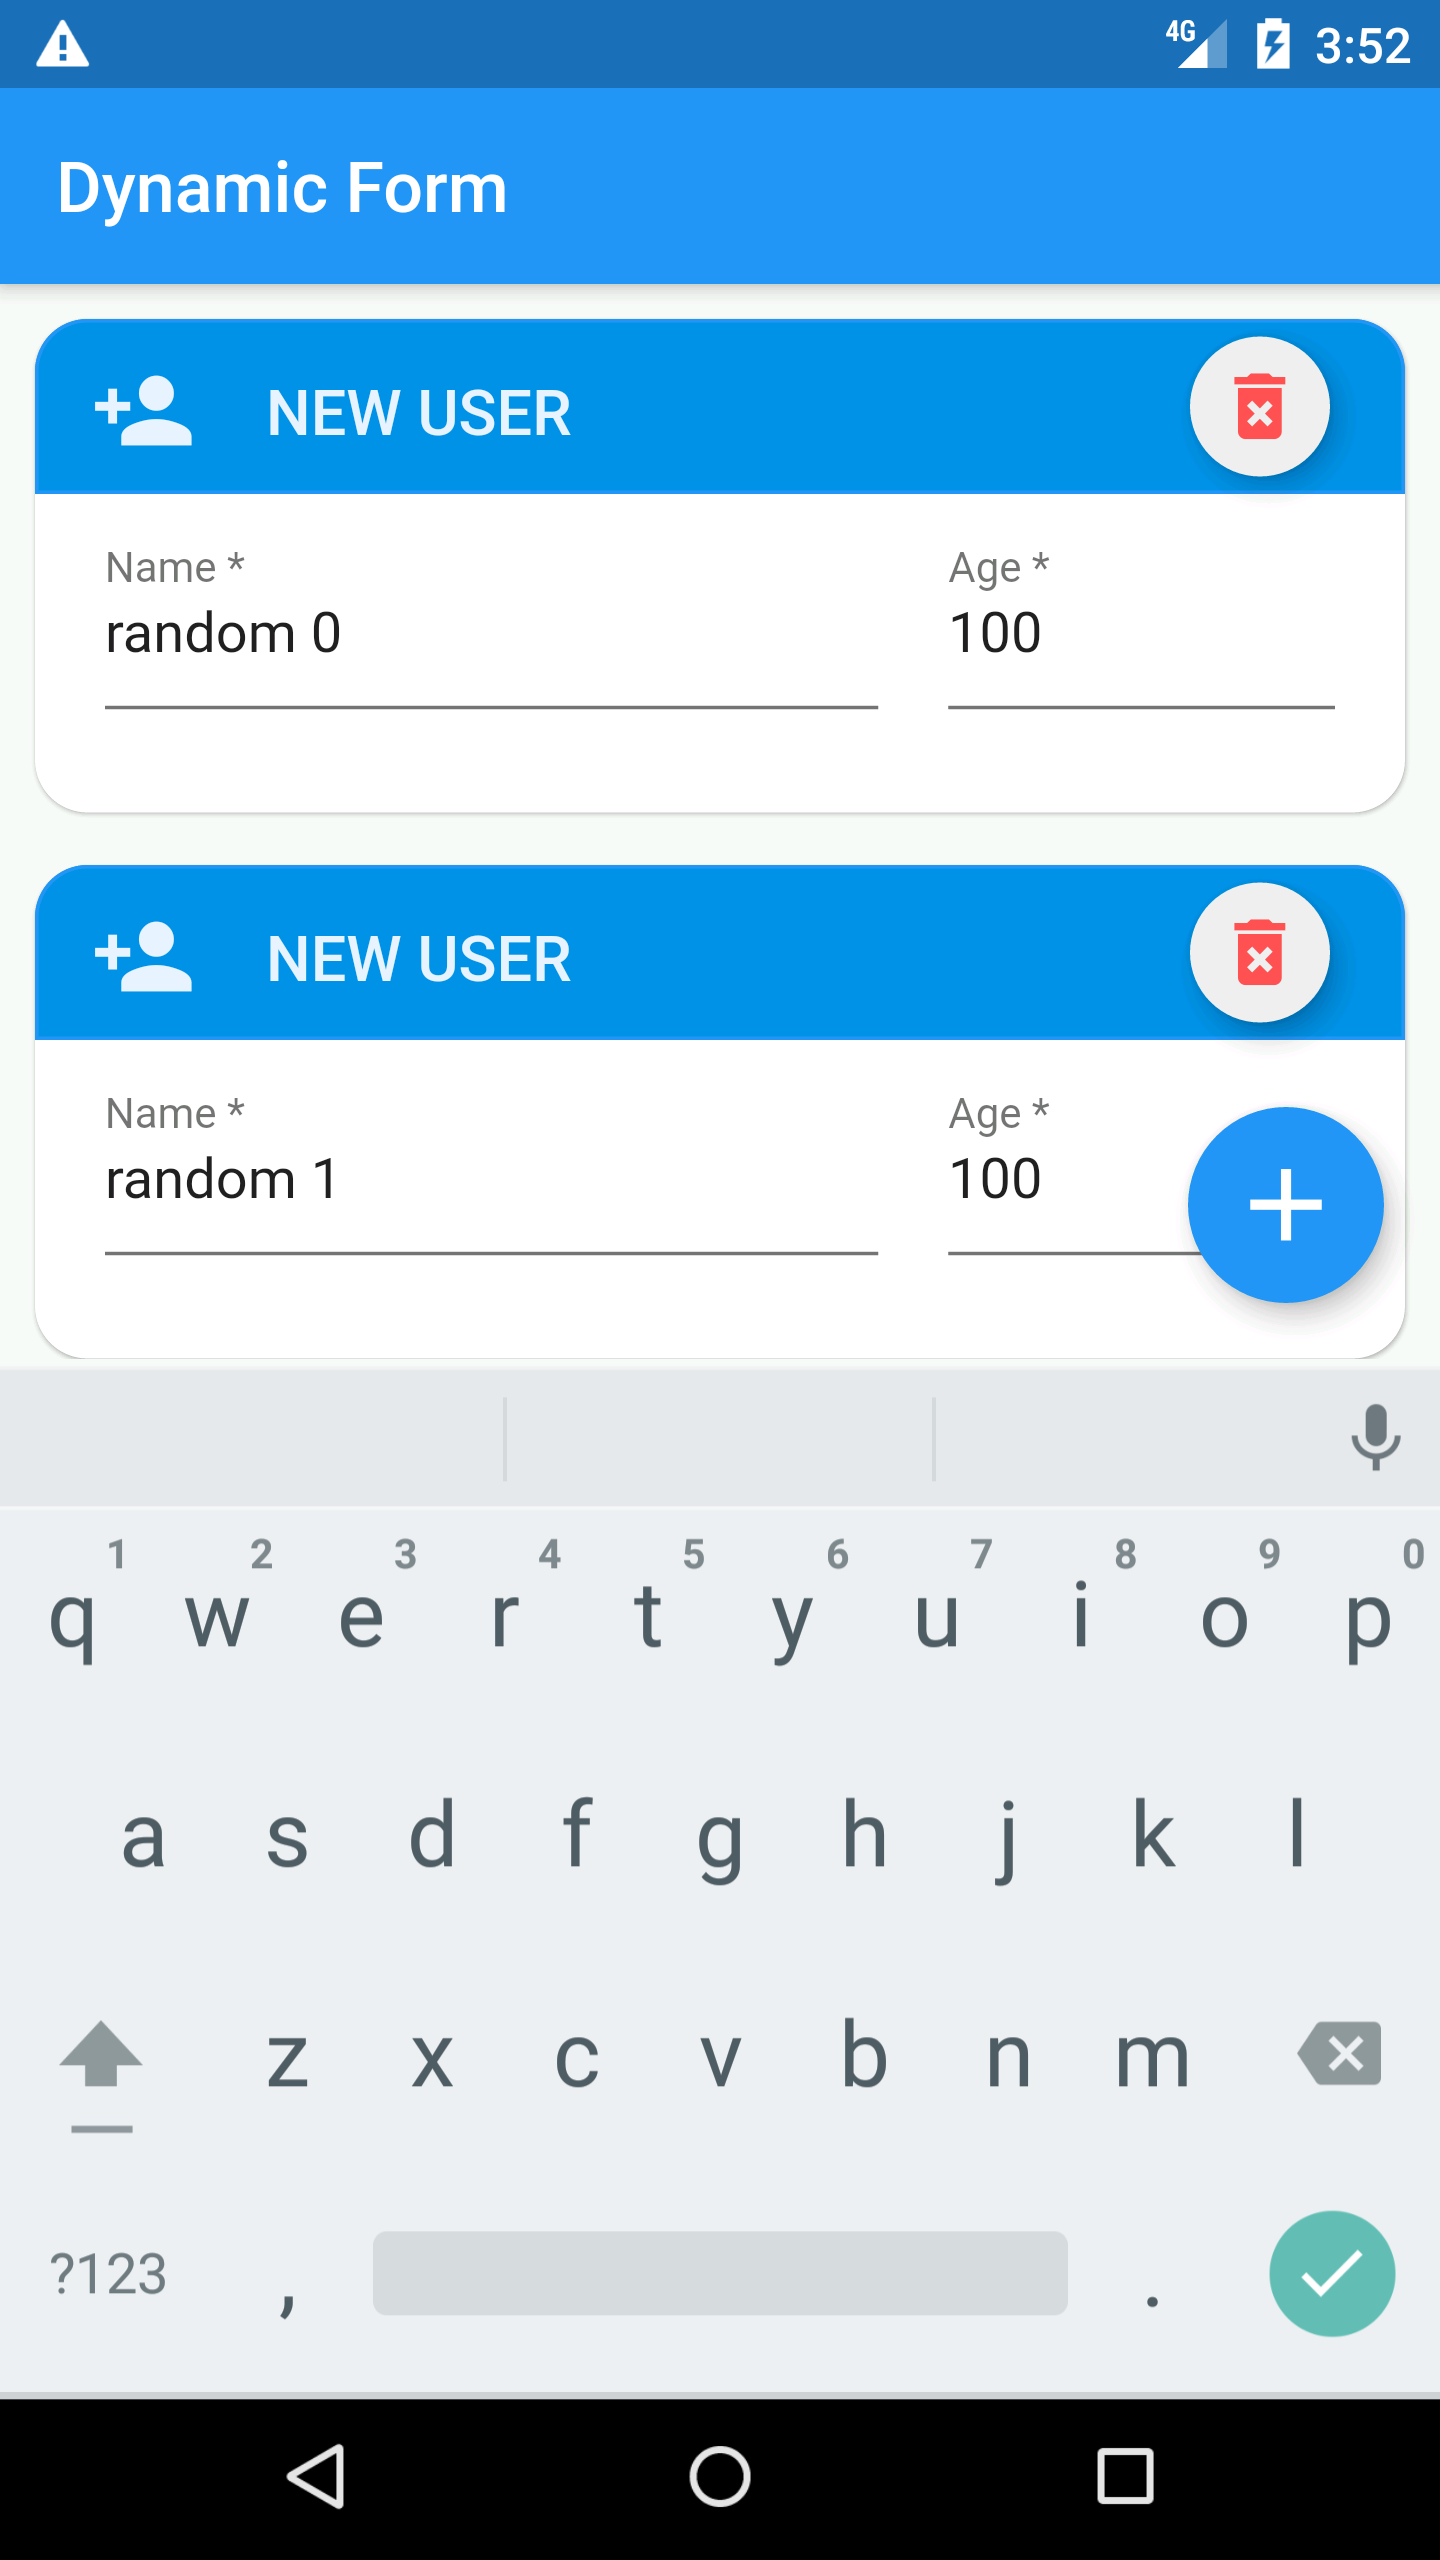 4G 3:52
Dynamic Form
NEW USER
Name * Age *
random 0 100
NEW USER
Name * Age *
random 1 100
1 2 3 4 5 6 7 8 9 0
q w e r t y u i o p
a s d f g h j k l
z x c v b n m
?123 , .